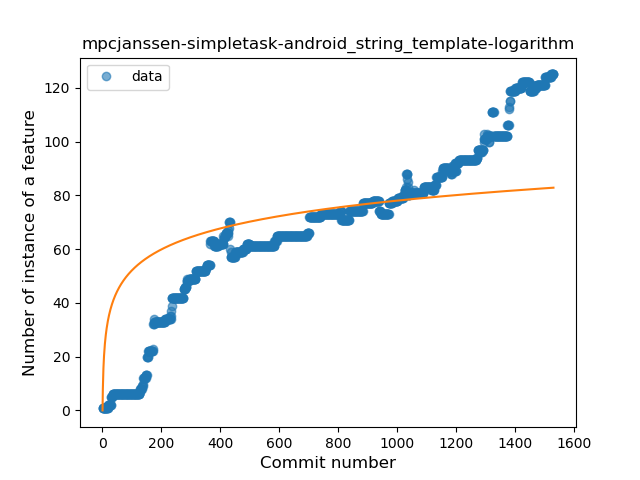 mpcjanssen-simpletask-android_string_template-logarithm
data
Number of instance of a feature
120
100
80
60
40
20
0
0 200 400 600 800 1000 1200 1400 1600
Commit number